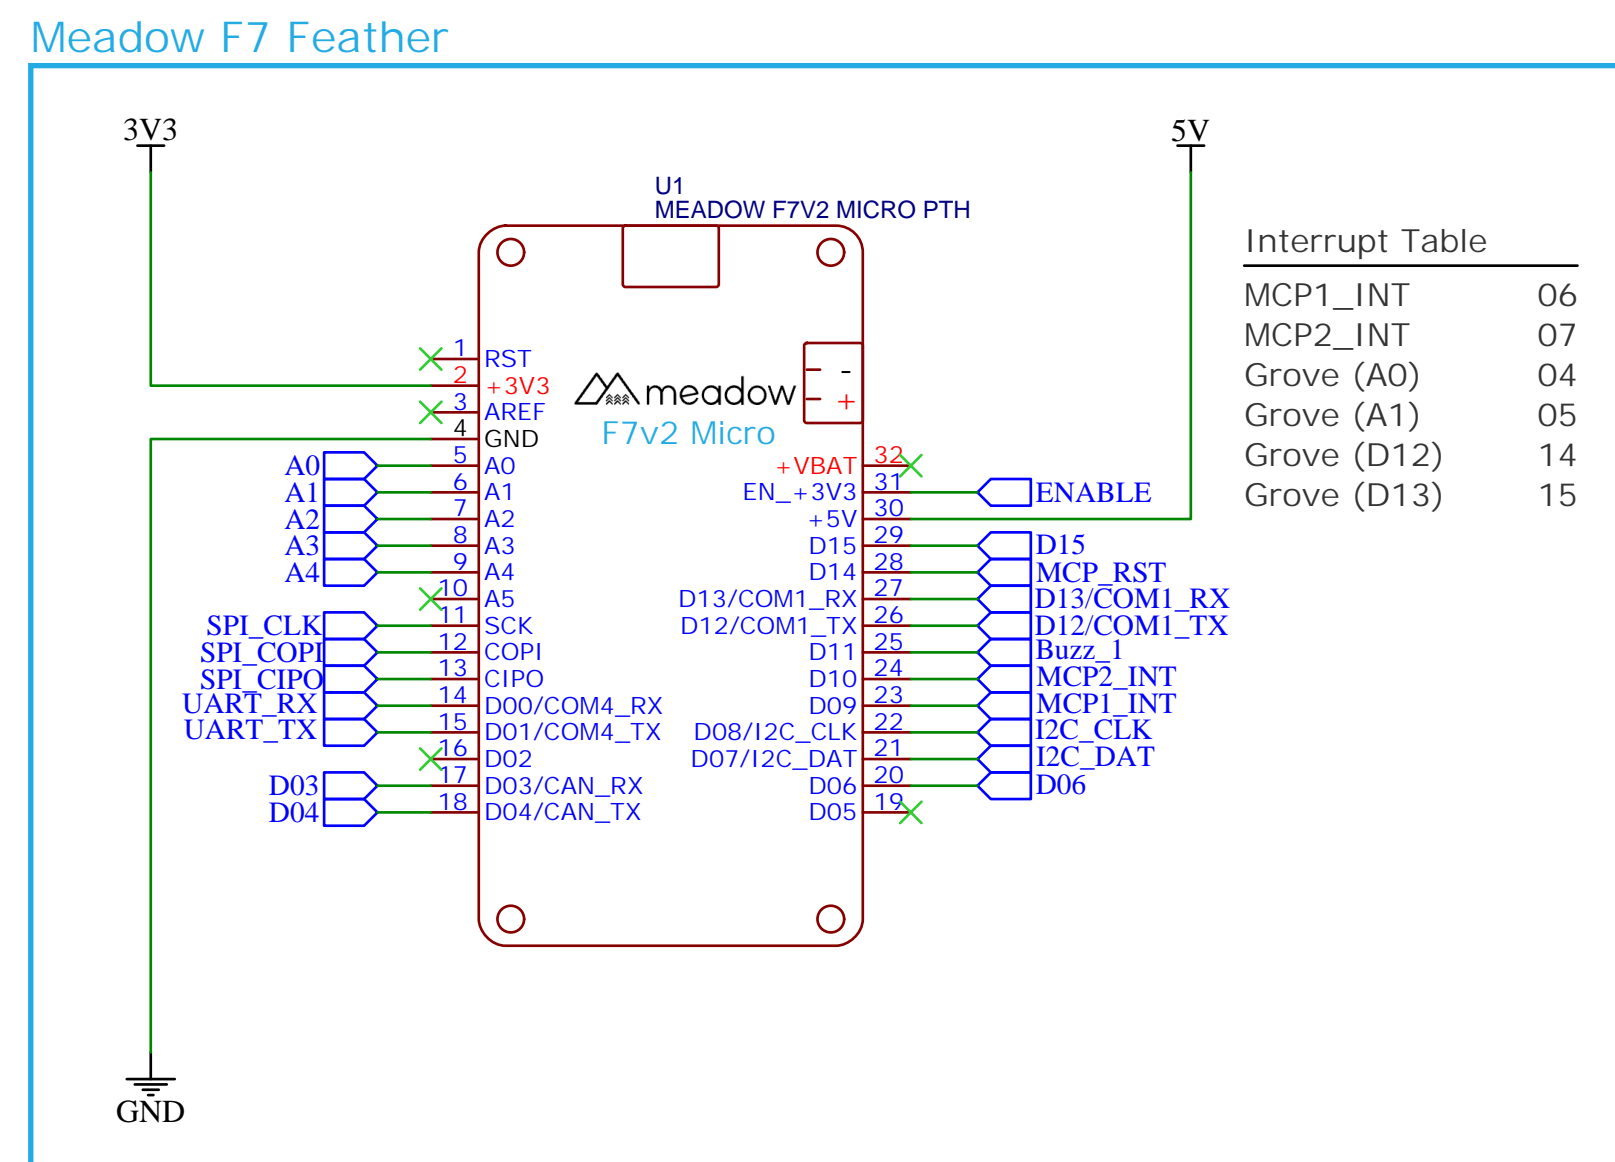 Meadow F7 Feather
3V3
5V
U1
MEADOW F7V2 MICRO PTH
Interrupt Table
MCP1_INT 06
MCP2_INT 07
Grove (A0) 04
Grove (A1) 05
Grove (D12) 14
Grove (D13) 15
meadow
F7v2 Micro
-
+
1 RST
2 +3V3
3 AREF
4 GND
A0 5 A0
A1 6 A1
A2 7 A2
A3 8 A3
A4 9 A4
10 A5
SPI_CLK 11 SCK
SPI_COPI 12 COPI
SPI_CIPO 13 CIPO
UART_RX 14 D00/COM4_RX
UART_TX 15 D01/COM4_TX
16 D02
D03 17 D03/CAN_RX
D04 18 D04/CAN_TX
+VBAT 32
EN_+3V3 31 ENABLE
+5V 30
D15 29 D15
D14 28 MCP_RST
D13/COM1_RX 27 D13/COM1_RX
D12/COM1_TX 26 D12/COM1_TX
D11 25 Buzz_1
D10 24 MCP2_INT
D09 23 MCP1_INT
D08/I2C_CLK 22 I2C_CLK
D07/I2C_DAT 21 I2C_DAT
D06 20 D06
D05 19
GND